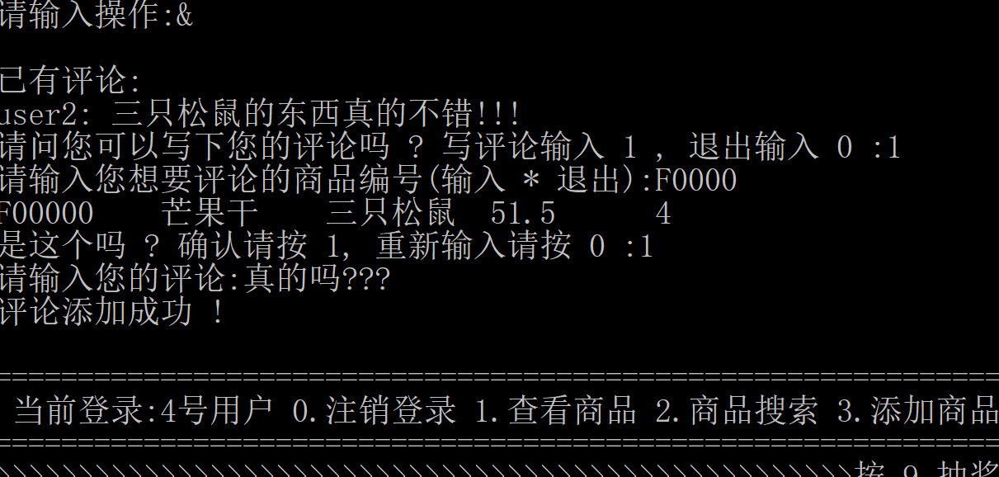 请输入操作:&
已有评论:
user2: 三只松鼠的东西真的不错!!!
请问您可以写下您的评论吗 ? 写评论输入 1 , 退出输入 0 :1
请输入您想要评论的商品编号(输入 * 退出):F0000
F00000 芒果干 三只松鼠 51.5 4
是这个吗 ? 确认请按 1, 重新输入请按 0 :1
请输入您的评论:真的吗???
评论添加成功 !
============================================================
当前登录:4号用户 0.注销登录 1.查看商品 2.商品搜索 3.添加商品
============================================================
\\\\\\\\\\\\\\\\\\\\\\\\\\\\\\\\\\\\\\\\\\\\\\\\\\\\按 9 抽奖